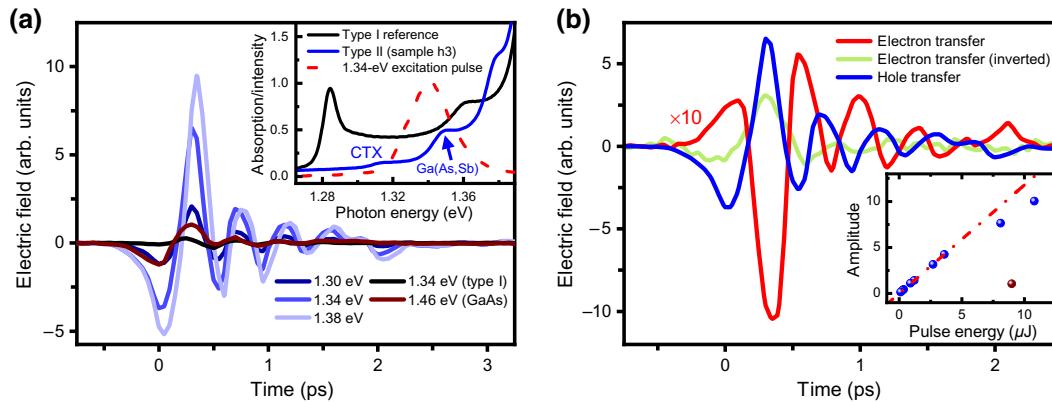 (a)
Electric field (arb. units)
10
5
0
−5
0
1
2
3
Time (ps)
Absorption/intensity
1.5
1.0
0.5
0.0
Type I reference
Type II (sample h3)
1.34-eV excitation pulse
CTX
Ga(As,Sb)
1.28
1.32
1.36
Photon energy (eV)
1.30 eV
1.34 eV
1.38 eV
1.34 eV (type I)
1.46 eV (GaAs)
(b)
Electric field (arb. units)
5
0
−5
−10
0
1
2
Time (ps)
Electron transfer
Electron transfer (inverted)
Hole transfer
×10
Amplitude
10
5
0
0
5
10
Pulse energy (μJ)